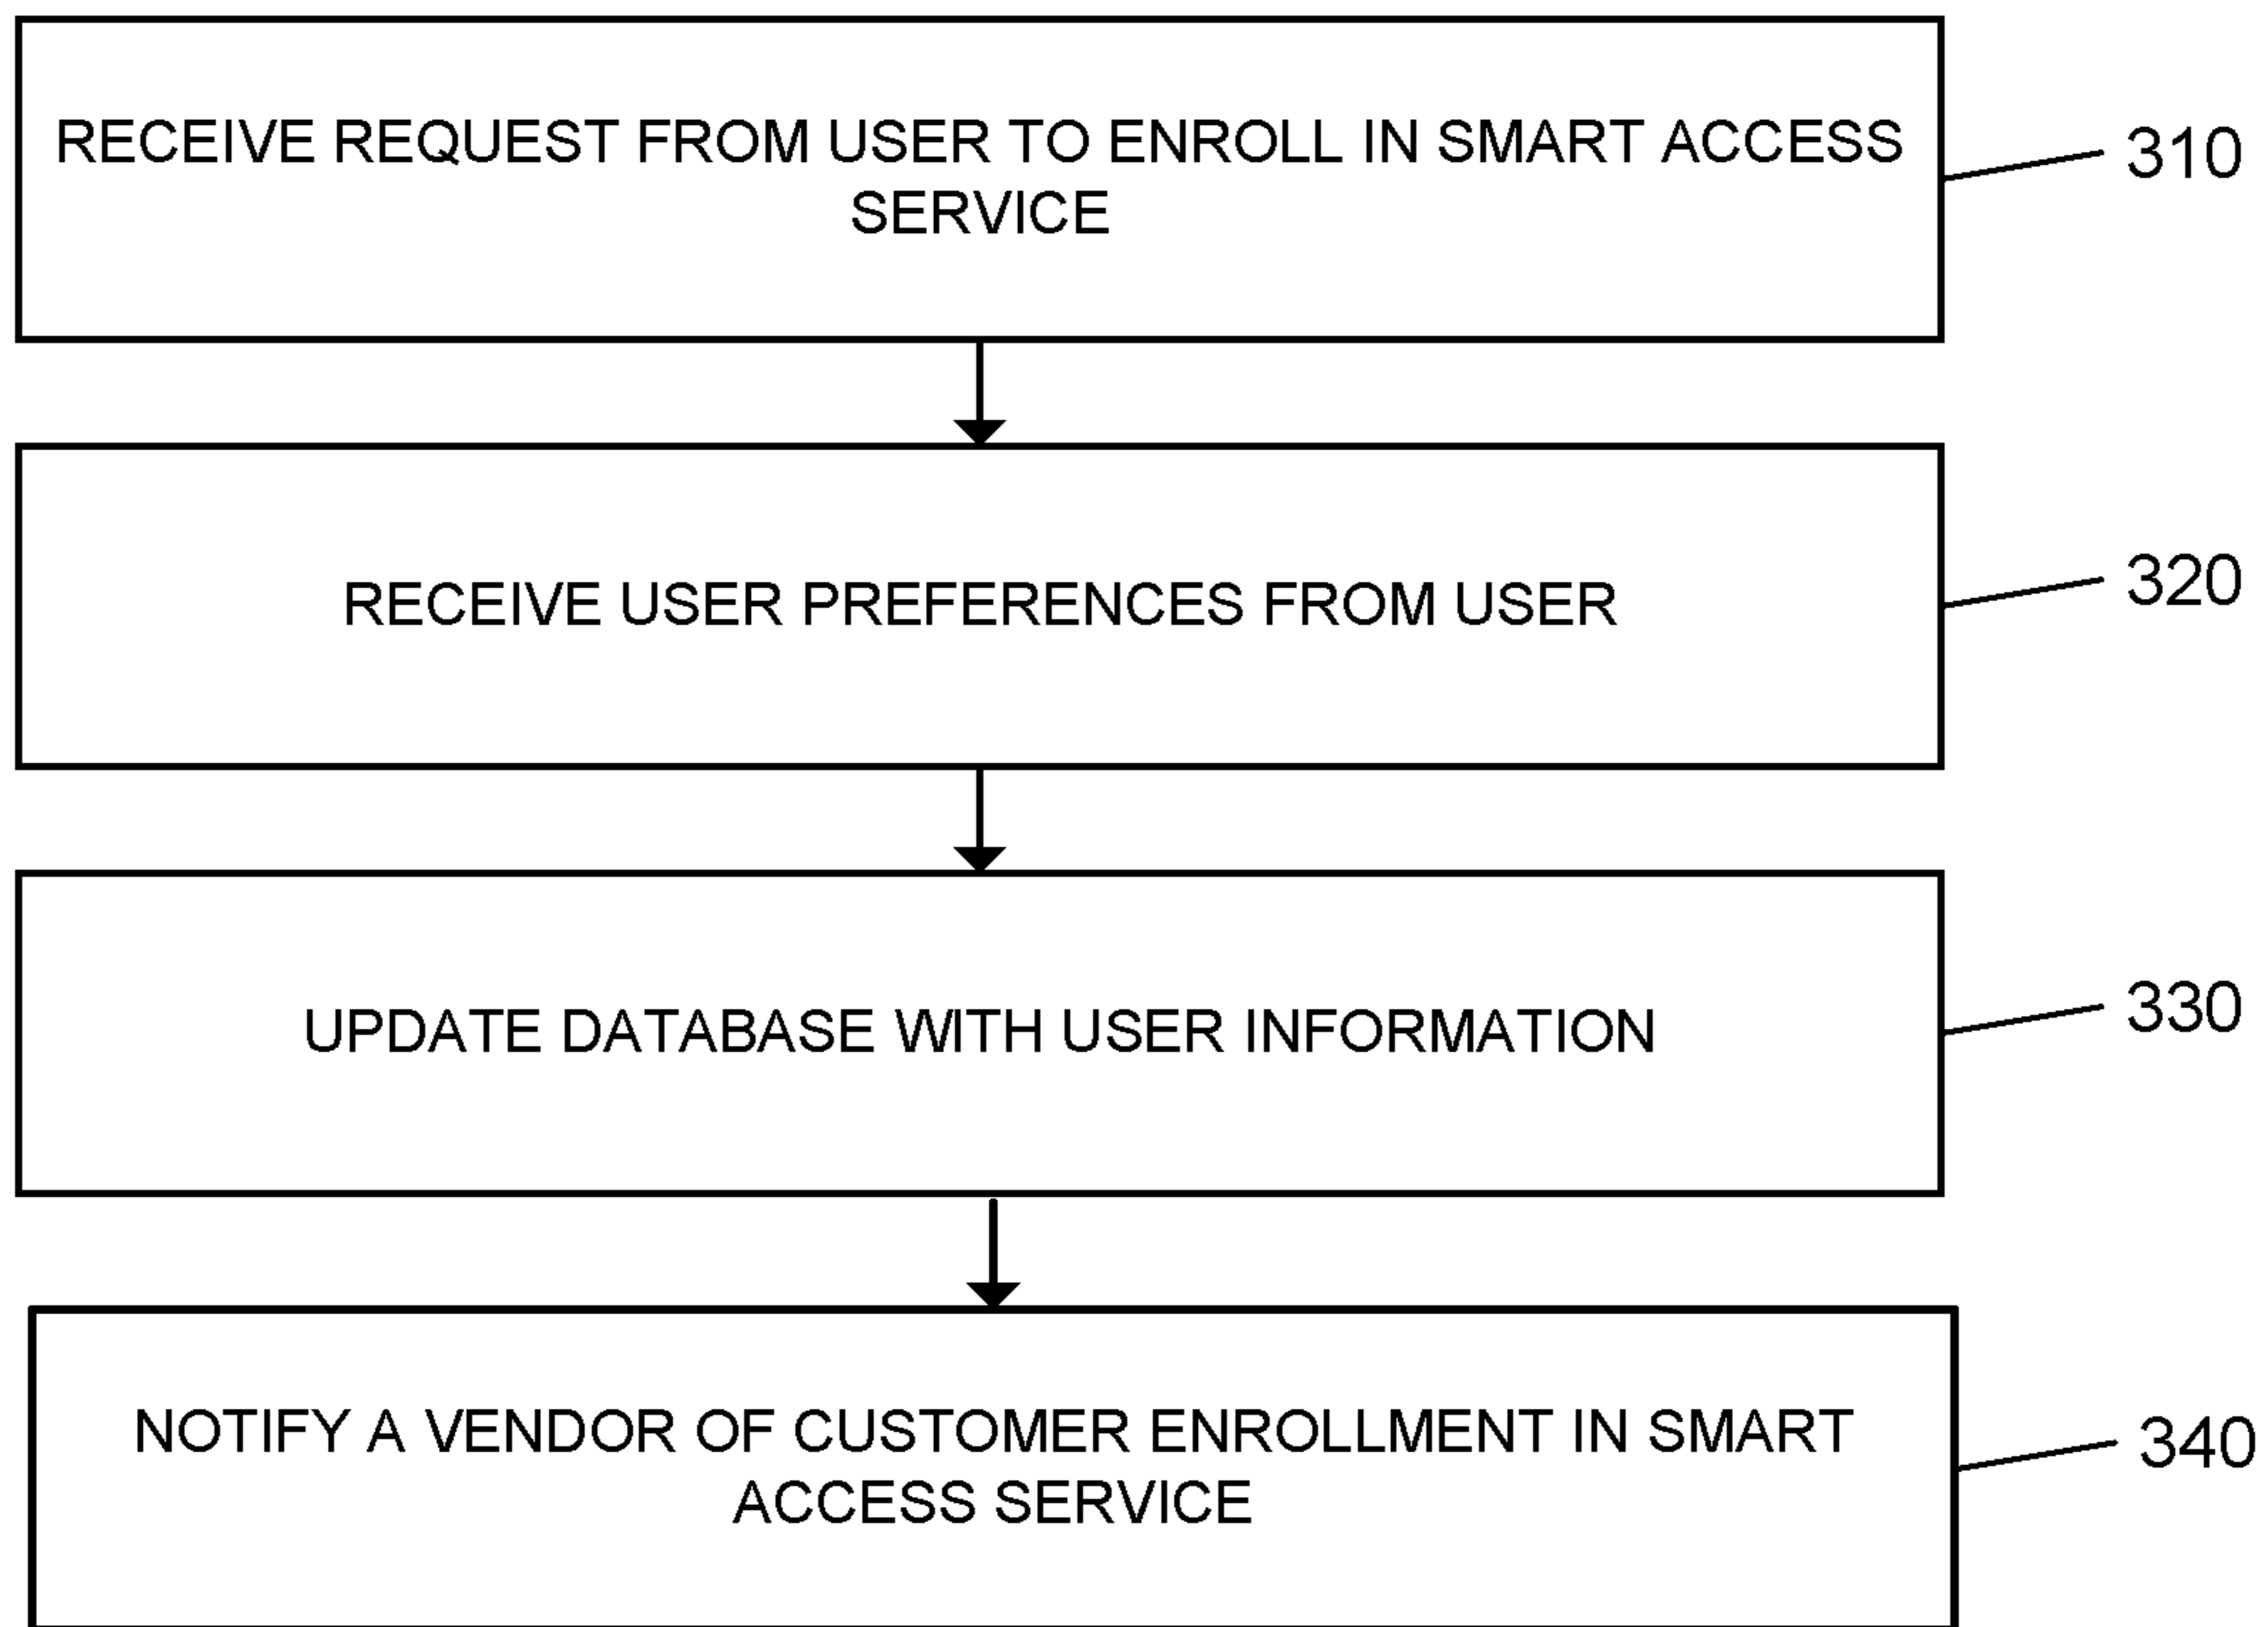 RECEIVE REQUEST FROM USER TO ENROLL IN SMART ACCESS
SERVICE
310
RECEIVE USER PREFERENCES FROM USER
320
UPDATE DATABASE WITH USER INFORMATION
330
NOTIFY A VENDOR OF CUSTOMER ENROLLMENT IN SMART
ACCESS SERVICE
340